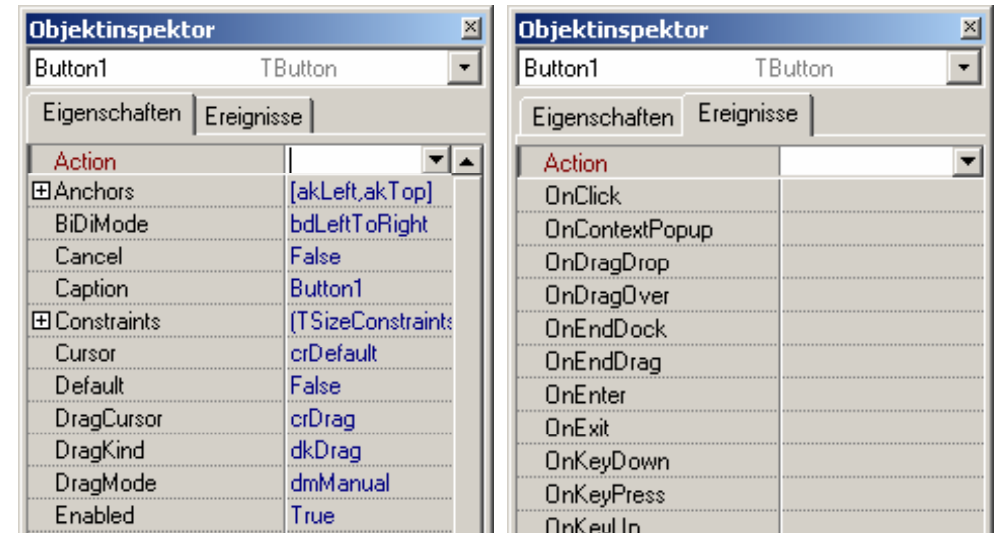 Objektinspektor
Button1 TButton
Eigenschaften Ereignisse
Action
Anchors [akLeft,akTop]
BiDiMode bdLeftToRight
Cancel False
Caption Button1
Constraints (TSizeConstraints
Cursor crDefault
Default False
DragCursor crDrag
DragKind dkDrag
DragMode dmManual
Enabled True
Objektinspektor
Button1 TButton
Eigenschaften Ereignisse
Action
OnClick
OnContextPopup
OnDragDrop
OnDragOver
OnEndDock
OnEndDrag
OnEnter
OnExit
OnKeyDown
OnKeyPress
OnKeyUp